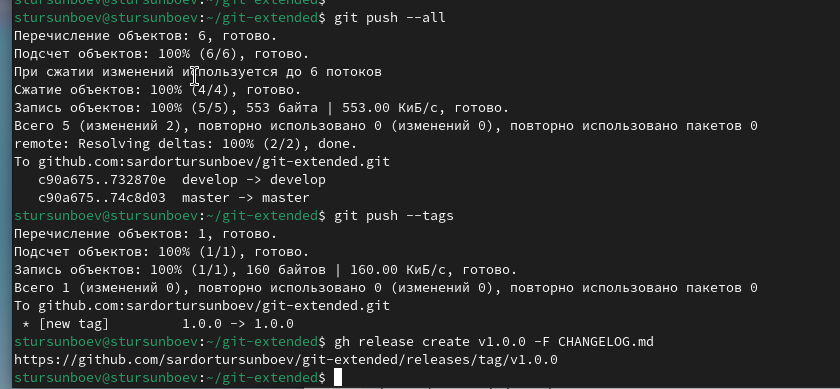 stursunboev@stursunboev:~/git-extended$ git push --all
Перечисление объектов: 6, готово.
Подсчет объектов: 100% (6/6), готово.
При сжатии изменений используется до 6 потоков
Сжатие объектов: 100% (4/4), готово.
Запись объектов: 100% (5/5), 553 байта | 553.00 КиБ/с, готово.
Всего 5 (изменений 2), повторно использовано 0 (изменений 0), повторно использовано пакетов 0
remote: Resolving deltas: 100% (2/2), done.
To github.com:sardortursunboev/git-extended.git
   c90a675..732870e  develop -> develop
   c90a675..74c8d03  master -> master
stursunboev@stursunboev:~/git-extended$ git push --tags
Перечисление объектов: 1, готово.
Подсчет объектов: 100% (1/1), готово.
Запись объектов: 100% (1/1), 160 байтов | 160.00 КиБ/с, готово.
Всего 1 (изменений 0), повторно использовано 0 (изменений 0), повторно использовано пакетов 0
To github.com:sardortursunboev/git-extended.git
 * [new tag]         1.0.0 -> 1.0.0
stursunboev@stursunboev:~/git-extended$ gh release create v1.0.0 -F CHANGELOG.md
https://github.com/sardortursunboev/git-extended/releases/tag/v1.0.0
stursunboev@stursunboev:~/git-extended$